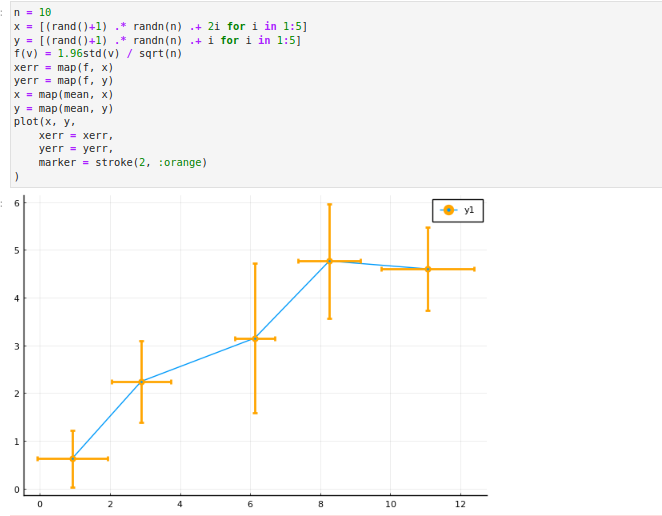 n = 10
x = [(rand()+1) .* randn(n) .+ 2i for i in 1:5]
y = [(rand()+1) .* randn(n) .+ i for i in 1:5]
f(v) = 1.96std(v) / sqrt(n)
xerr = map(f, x)
yerr = map(f, y)
x = map(mean, x)
y = map(mean, y)
plot(x, y,
    xerr = xerr,
    yerr = yerr,
    marker = stroke(2, :orange)
)
y1
6
5
4
3
2
1
0
0 2 4 6 8 10 12